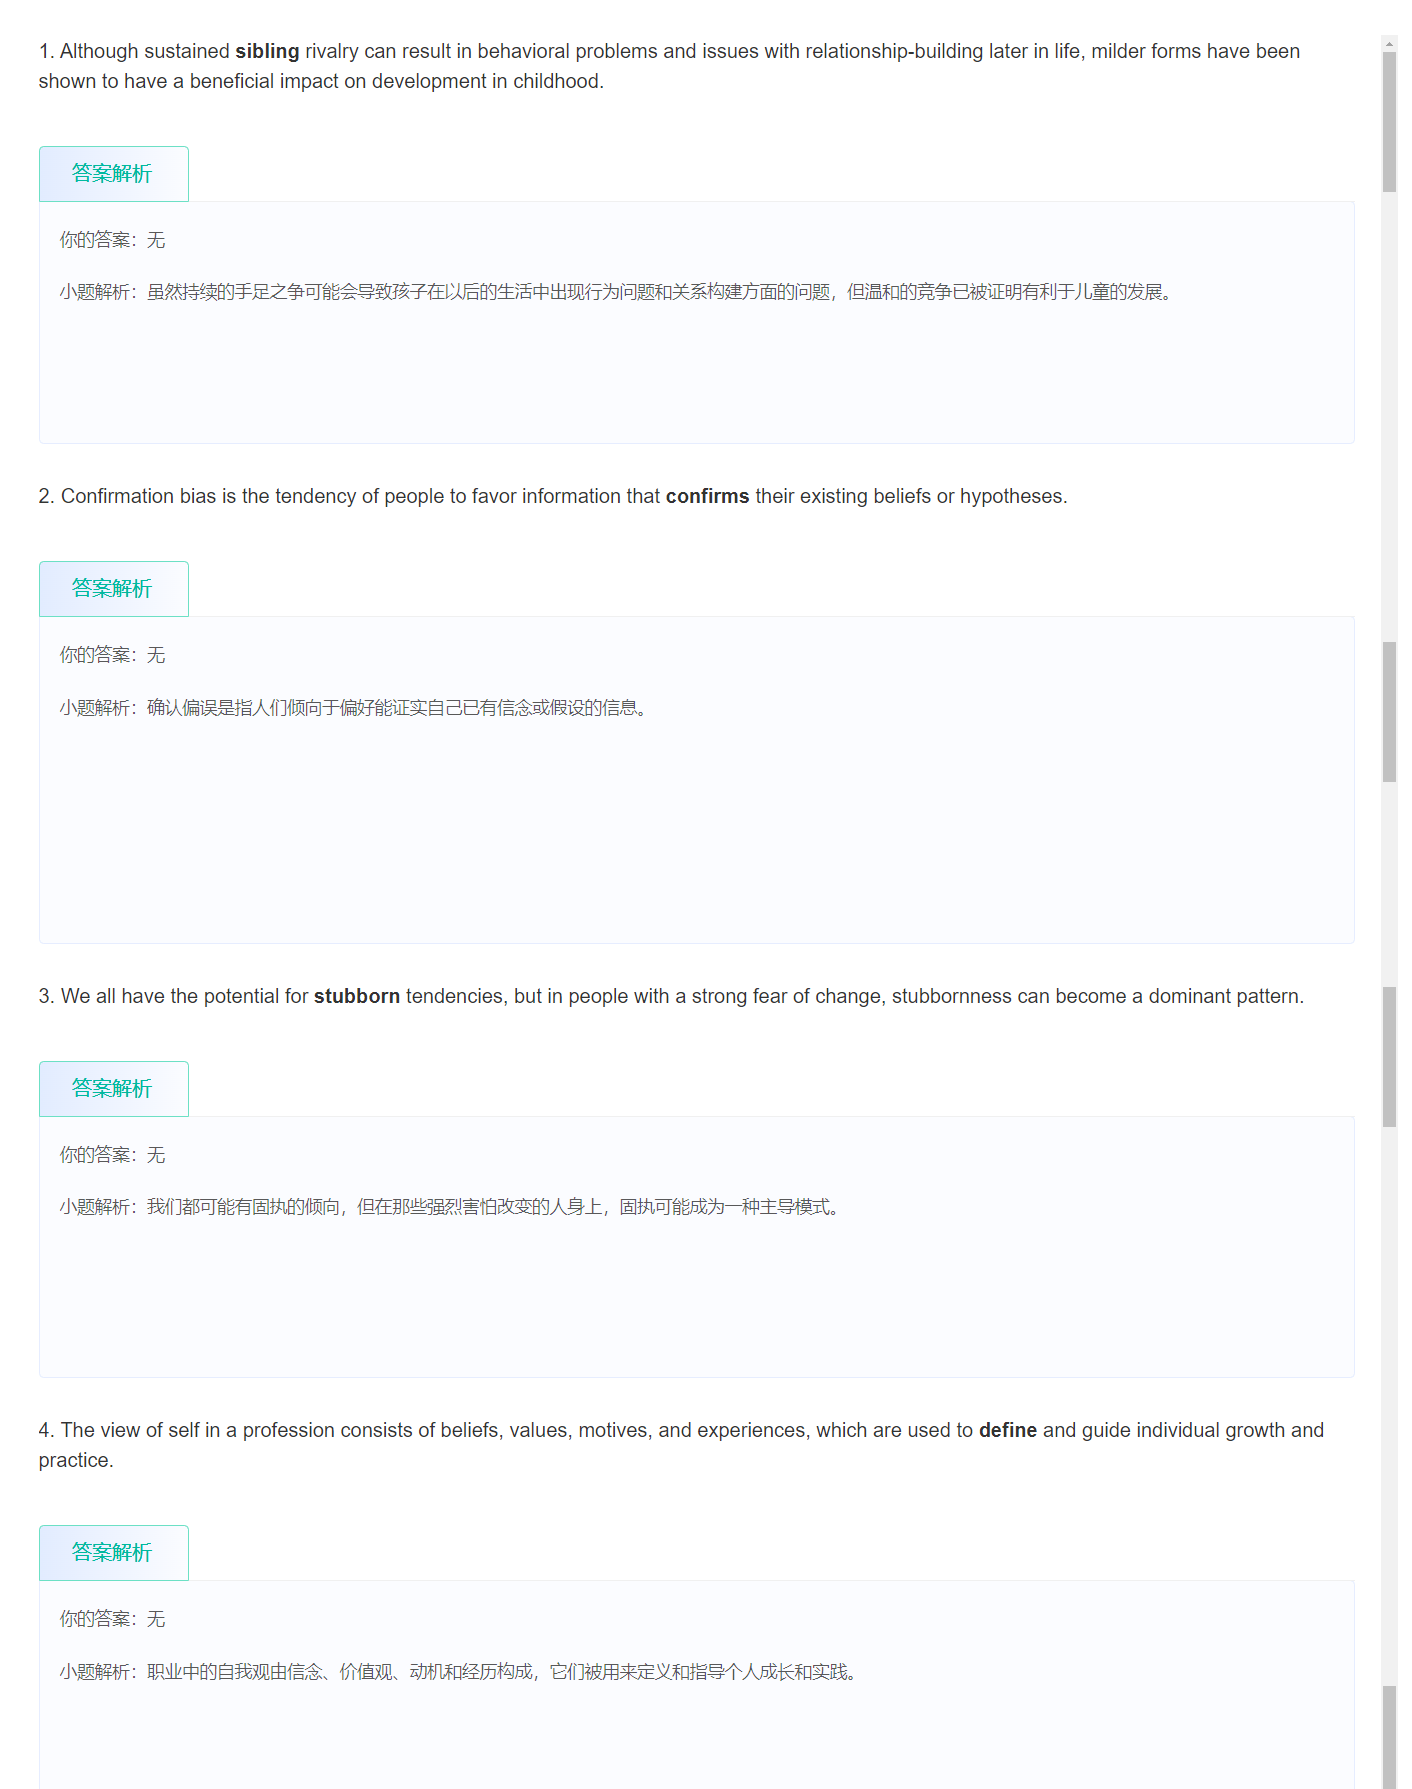 1. Although sustained sibling rivalry can result in behavioral problems and issues with relationship-building later in life, milder forms have been
shown to have a beneficial impact on development in childhood.
答案解析
你的答案：无
小题解析：虽然持续的手足之争可能会导致孩子在以后的生活中出现行为问题和关系构建方面的问题，但温和的竞争已被证明有利于儿童的发展。
2. Confirmation bias is the tendency of people to favor information that confirms their existing beliefs or hypotheses.
答案解析
你的答案：无
小题解析：确认偏误是指人们倾向于偏好能证实自己已有信念或假设的信息。
3. We all have the potential for stubborn tendencies, but in people with a strong fear of change, stubbornness can become a dominant pattern.
答案解析
你的答案：无
小题解析：我们都可能有固执的倾向，但在那些强烈害怕改变的人身上，固执可能成为一种主导模式。
4. The view of self in a profession consists of beliefs, values, motives, and experiences, which are used to define and guide individual growth and
practice.
答案解析
你的答案：无
小题解析：职业中的自我观由信念、价值观、动机和经历构成，它们被用来定义和指导个人成长和实践。